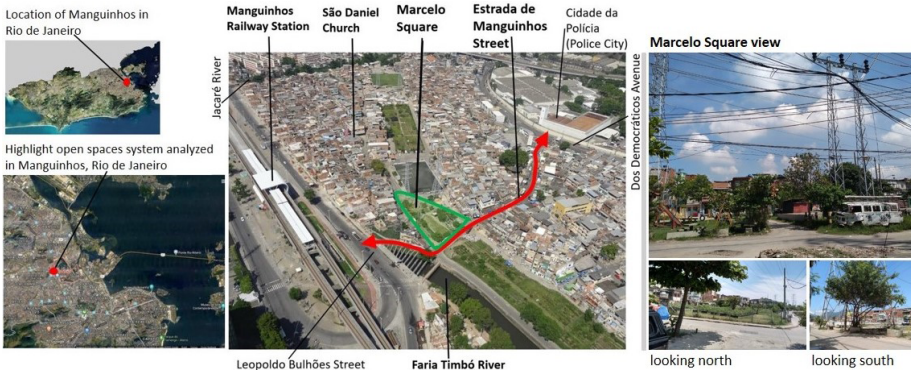 Location of Manguinhos in
Rio de Janeiro
Highlight open spaces system analyzed
in Manguinhos, Rio de Janeiro
Manguinhos
Railway Station
São Daniel
Church
Marcelo
Square
Estrada de
Manguinhos
Street
Cidade da
Polícia
(Police City)
Jacaré River
Dos Democráticos Avenue
Leopoldo Bulhões Street
Faria Timbó River
Marcelo Square view
looking north
looking south